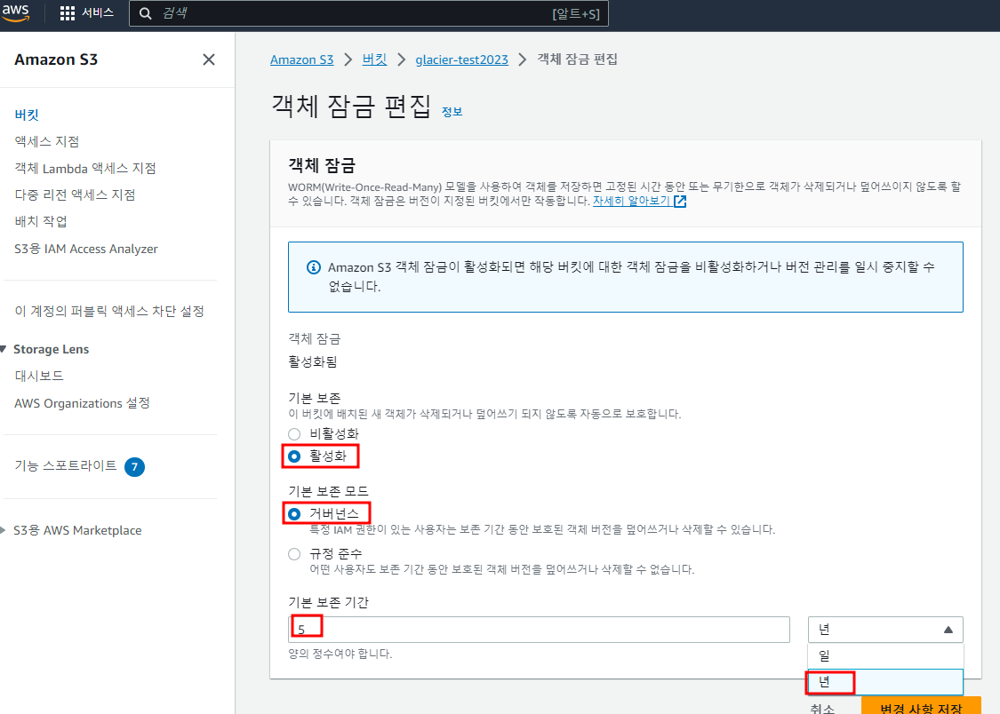 aws
서비스
검색
[알트+S]
Amazon S3
버킷
액세스 지점
객체 Lambda 액세스 지점
다중 리전 액세스 지점
배치 작업
S3용 IAM Access Analyzer
이 계정의 퍼블릭 액세스 차단 설정
Storage Lens
대시보드
AWS Organizations 설정
기능 스포트라이트 7
S3용 AWS Marketplace
Amazon S3 > 버킷 > glacier-test2023 > 객체 잠금 편집
객체 잠금 편집 정보
객체 잠금
WORM(Write-Once-Read-Many) 모델을 사용하여 객체를 저장하면 고정된 시간 동안 또는 무기한으로 객체가 삭제되거나 덮어쓰이지 않도록 할
수 있습니다. 객체 잠금은 버전이 지정된 버킷에서만 작동합니다. 자세히 알아보기
Amazon S3 객체 잠금이 활성화되면 해당 버킷에 대한 객체 잠금을 비활성화하거나 버전 관리를 일시 중지할 수
없습니다.
객체 잠금
활성화됨
기본 보존
이 버킷에 배치된 새 객체가 삭제되거나 덮어쓰기 되지 않도록 자동으로 보호합니다.
비활성화
활성화
기본 보존 모드
거버넌스
특정 IAM 권한이 있는 사용자는 보존 기간 동안 보호된 객체 버전을 덮어쓰거나 삭제할 수 있습니다.
규정 준수
어떤 사용자도 보존 기간 동안 보호된 객체 버전을 덮어쓰거나 삭제할 수 없습니다.
기본 보존 기간
5
년
양의 정수여야 합니다.
일
년
취소
변경 사항 저장